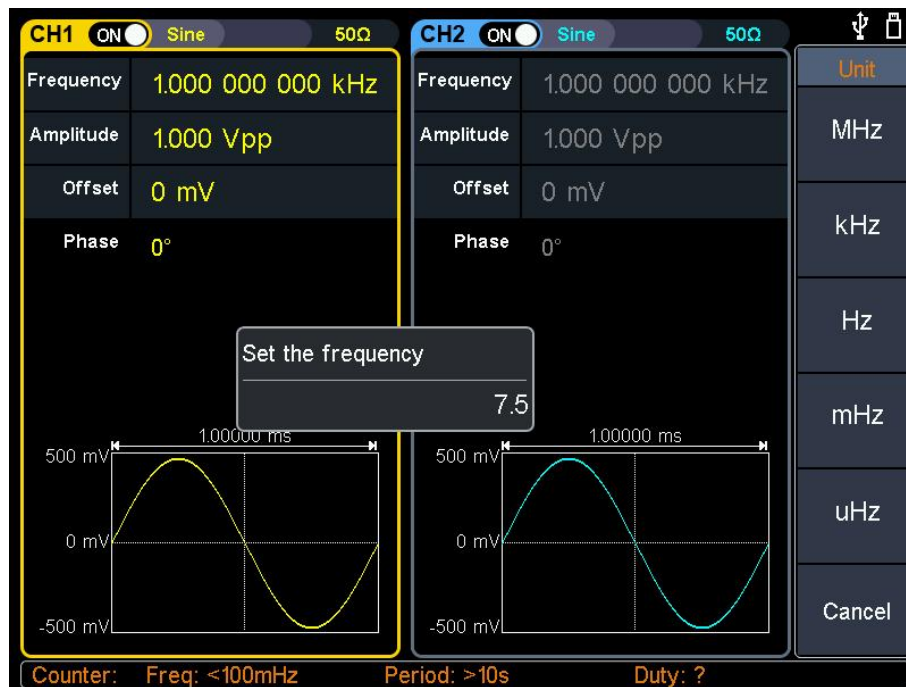 CH1 ON Sine 50Ω
Frequency 1.000 000 000 kHz
Amplitude 1.000 Vpp
Offset 0 mV
Phase 0°
1.00000 ms
500 mV
0 mV
-500 mV
CH2 ON Sine 50Ω
Frequency 1.000 000 000 kHz
Amplitude 1.000 Vpp
Offset 0 mV
Phase 0°
1.00000 ms
500 mV
0 mV
-500 mV
Set the frequency
7.5
Unit
MHz
kHz
Hz
mHz
uHz
Cancel
Counter: Freq: <100mHz Period: >10s Duty: ?